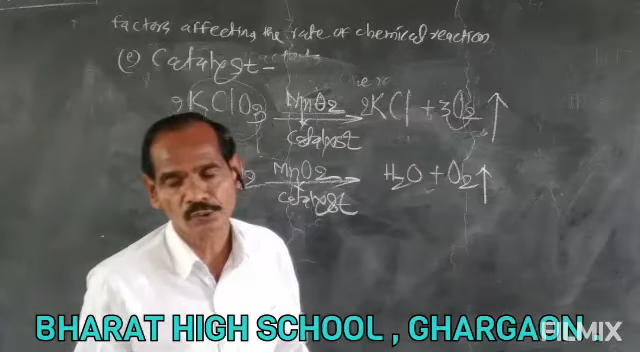 factors affecting the rate of chemical reaction
(e) Catalyst -
2KClO3 MnO2 2KCl + 3O2 ↑
Catalyst
MnO2 H2O + O2 ↑
Catalyst
BHARAT HIGH SCHOOL , GHARGAON .
FILMIX